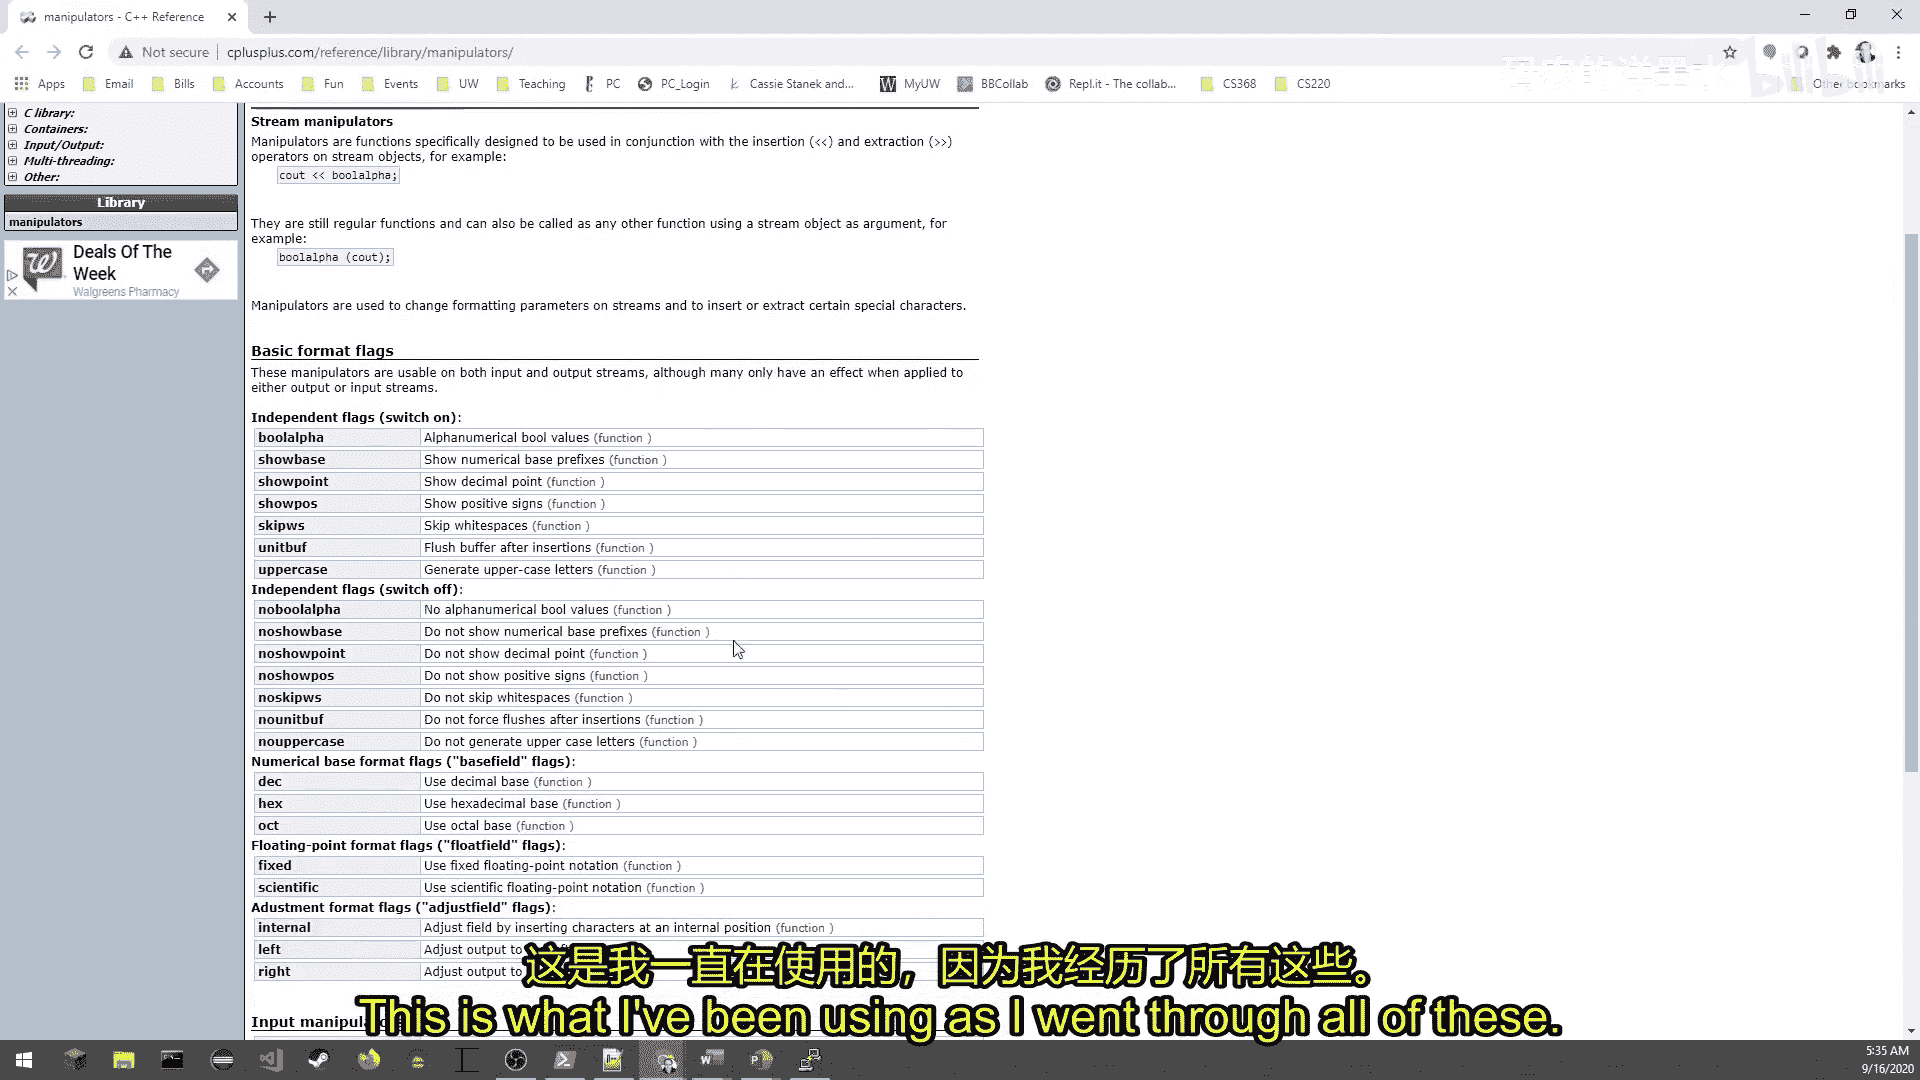 manipulators - C++ Reference
Not secure
cplusplus.com/reference/library/manipulators/
Apps
Email
Bills
Accounts
Fun
Events
UW
Teaching
PC
PC_Login
Cassie Stanek and...
MyUW
BBCollab
Repl.it - The collab...
CS368
CS220
Other bookmarks
C library:
Containers:
Input/Output:
Multi-threading:
Other:
Library
manipulators
Deals Of The
Week
Walgreens Pharmacy
Stream manipulators
Manipulators are functions specifically designed to be used in conjunction with the insertion (<<) and extraction (>>)
operators on stream objects, for example:
cout << boolalpha;
They are still regular functions and can also be called as any other function using a stream object as argument, for
example:
boolalpha (cout);
Manipulators are used to change formatting parameters on streams and to insert or extract certain special characters.
Basic format flags
These manipulators are usable on both input and output streams, although many only have an effect when applied to
either output or input streams.
Independent flags (switch on):
boolalpha Alphanumerical bool values (function )
showbase Show numerical base prefixes (function )
showpoint Show decimal point (function )
showpos Show positive signs (function )
skipws Skip whitespaces (function )
unitbuf Flush buffer after insertions (function )
uppercase Generate upper-case letters (function )
Independent flags (switch off):
noboolalpha No alphanumerical bool values (function )
noshowbase Do not show numerical base prefixes (function )
noshowpoint Do not show decimal point (function )
noshowpos Do not show positive signs (function )
noskipws Do not skip whitespaces (function )
nounitbuf Do not force flushes after insertions (function )
nouppercase Do not generate upper case letters (function )
Numerical base format flags ("basefield" flags):
dec Use decimal base (function )
hex Use hexadecimal base (function )
oct Use octal base (function )
Floating-point format flags ("floatfield" flags):
fixed Use fixed floating-point notation (function )
scientific Use scientific floating-point notation (function )
Adustment format flags ("adjustfield" flags):
internal Adjust field by inserting characters at an internal position (function )
left Adjust output to
right Adjust output to
Input manipula
这是我一直在使用的，因为我经历了所有这些。
This is what I've been using as I went through all of these.
5:35 AM
9/16/2020